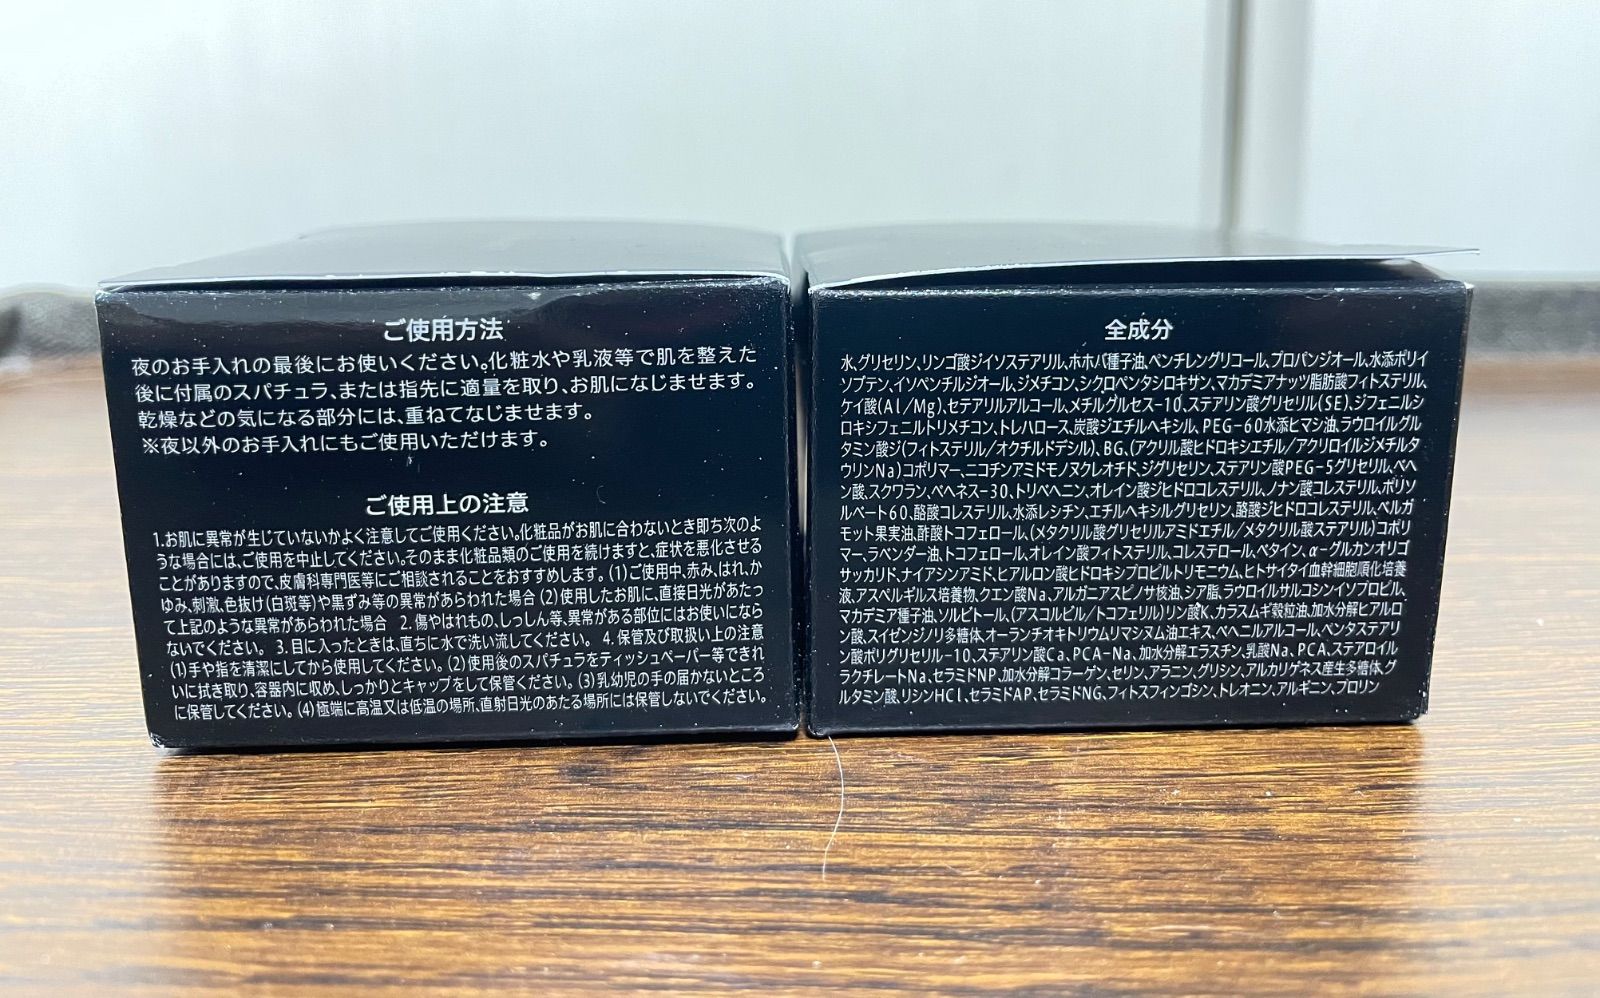 ご使用方法
夜のお手入れの最後にお使いください。化粧水や乳液等で肌を整えた
後に付属のスパチュラ、または指先に適量を取り、お肌になじませます。
乾燥などの気になる部分には、重ねてなじませます。
※夜以外のお手入れにもご使用いただけます。
ご使用上の注意
1.お肌に異常が生じていないかよく注意してご使用ください。化粧品がお肌に合わないとき即ち次のよ
うな場合には、ご使用を中止してください。そのまま化粧品類のご使用を続けますと、症状を悪化させる
ことがありますので、皮膚科専門医等にご相談されることをおすすめします。(1)ご使用中、赤み、はれ、か
ゆみ、刺激、色抜け(白斑等)や黒ずみ等の異常があらわれた場合 (2)使用したお肌に、直接日光があたっ
て上記のような異常があらわれた場合 2.傷やはれもの、しっしん等、異常がある部位にはお使いになら
ないでください。 3.目に入ったときは、直ちに水で洗い流してください。 4.保管及び取扱い上の注意
(1)手や指を清潔にしてから使用してください。(2)使用後のスパチュラをティッシュペーパー等できれ
いに拭き取り、容器内に収め、しっかりとキャップをして保管ください。(3)乳幼児の手の届かないところ
に保管してください。(4)極端に高温又は低温の場所、直射日光のあたる場所には保管しないでください。
全成分
水、グリセリン、リンゴ酸ジイソステアリル、ホホバ種子油、ペンチレングリコール、プロパンジオール、水添ポリイ
ソブテン、イソペンチルジオール、ジメチコン、シクロペンタシロキサン、マカデミアナッツ脂肪酸フィトステリル、
ケイ酸(Al/Mg)、セテアリルアルコール、メチルグルセス-10、ステアリン酸グリセリル(SE)、ジフェニルシ
ロキシフェニルトリメチコン、トレハロース、炭酸ジエチルヘキシル、PEG-60水添ヒマシ油、ラウロイルグル
タミン酸ジ(フィトステリル/オクチルドデシル)、BG、(アクリル酸ヒドロキシエチル/アクリロイルジメチルタ
ウリンNa)コポリマー、ニコチンアミドモノヌクレオチド、ジグリセリン、ステアリン酸PEG-5グリセリル、ベヘ
ン酸、スクワラン、ベヘネス-30、トリベヘニン、オレイン酸ジヒドロコレステリル、ノナン酸コレステリル、ポリソ
ルベート60、酪酸コレステリル、水添レシチン、エチルヘキシルグリセリン、酪酸ジヒドロコレステリル、ベルガ
モット果実油、酢酸トコフェロール、(メタクリル酸グリセリルアミドエチル/メタクリル酸ステアリル)コポリ
マー、ラベンダー油、トコフェロール、オレイン酸フィトステリル、コレステロール、ベタイン、α-グルカンオリゴ
サッカリド、ナイアシンアミド、ヒアルロン酸ヒドロキシプロピルトリモニウム、ヒトサイタイ血幹細胞順化培養
液、アスペルギルス培養物、クエン酸Na、アルガニアスピノサ核油、シア脂、ラウロイルサルコシンイソプロピル、
マカデミア種子油、ソルビトール、(アスコルビル/トコフェリル)リン酸K、カラスムギ穀粒油、加水分解ヒアルロ
ン酸、スイゼンジノリ多糖体、オーランチオキトリウムリマシヌム油エキス、ベヘニルアルコール、ペンタステアリ
ン酸ポリグリセリル-10、ステアリン酸Ca、PCA-Na、加水分解エラスチン、乳酸Na、PCA、ステアロイル
ラクチレートNa、セラミドNP、加水分解コラーゲン、セリン、アラニン、グリシン、アルカリゲネス産生多糖体、グ
ルタミン酸、リシンHCl、セラミドAP、セラミドNG、フィトスフィンゴシン、トレオニン、アルギニン、プロリン